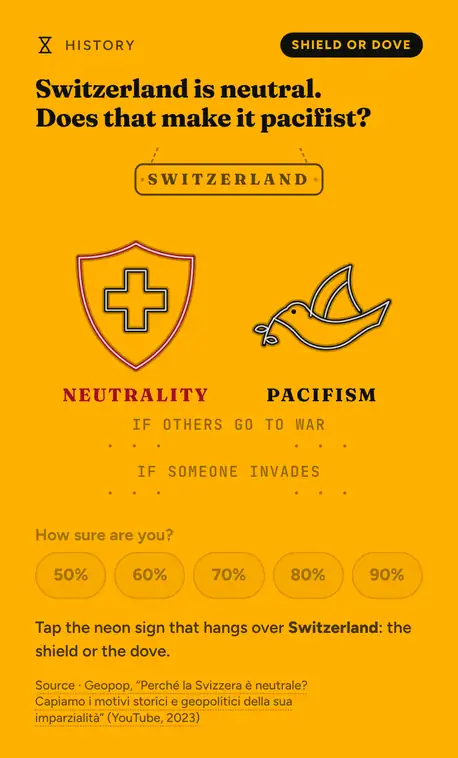 HISTORY
SHIELD OR DOVE
Switzerland is neutral.
Does that make it pacifist?
SWITZERLAND
NEUTRALITY
PACIFISM
IF OTHERS GO TO WAR
IF SOMEONE INVADES
How sure are you?
50%
60%
70%
80%
90%
Tap the neon sign that hangs over Switzerland: the
shield or the dove.
Source · Geopop, “Perché la Svizzera è neutrale?
Capiamo i motivi storici e geopolitici della sua
imparzialità” (YouTube, 2023)